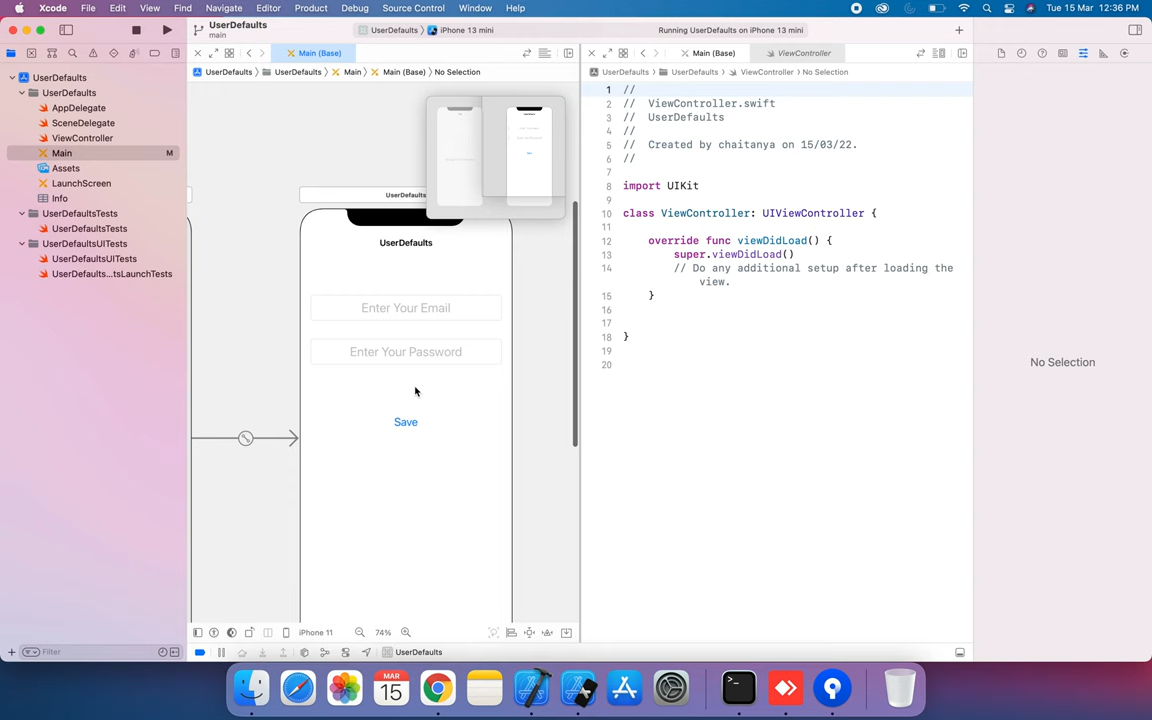 Xcode File Edit View Find Navigate Editor Product Debug Source Control Window Help
Tue 15 Mar 12:36 PM
UserDefaults
main
UserDefaults iPhone 13 mini
Running UserDefaults on iPhone 13 mini
Main (Base)
Main (Base)
ViewController
UserDefaults UserDefaults Main Main (Base) No Selection
UserDefaults UserDefaults ViewController No Selection
UserDefaults
UserDefaults
AppDelegate
SceneDelegate
ViewController
Main M
Assets
LaunchScreen
Info
UserDefaultsTests
UserDefaultsTests
UserDefaultsUITests
UserDefaultsUITests
UserDefaults...tsLaunchTests
UserDefaults
UserDefaults
Enter Your Email
Enter Your Password
Save
1 //
2 // ViewController.swift
3 // UserDefaults
4 //
5 // Created by chaitanya on 15/03/22.
6 //
7
8 import UIKit
9
10 class ViewController: UIViewController {
11
12 override func viewDidLoad() {
13 super.viewDidLoad()
14 // Do any additional setup after loading the
view.
15 }
16
17
18 }
19
20
No Selection
iPhone 11
74%
Filter
UserDefaults
MAR
15